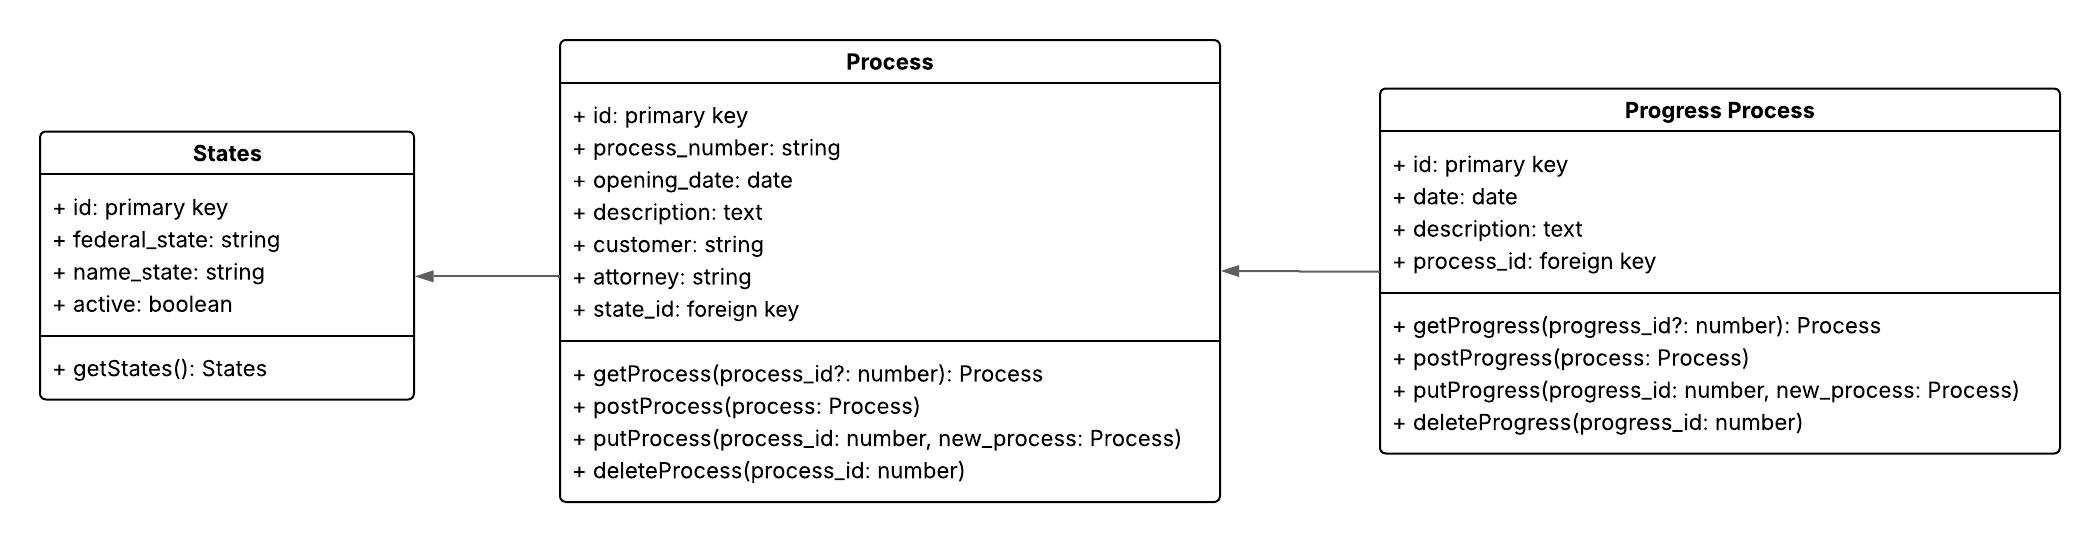 States
+ id: primary key
+ federal_state: string
+ name_state: string
+ active: boolean
+ getStates(): States
Process
+ id: primary key
+ process_number: string
+ opening_date: date
+ description: text
+ customer: string
+ attorney: string
+ state_id: foreign key
+ getProcess(process_id?: number): Process
+ postProcess(process: Process)
+ putProcess(process_id: number, new_process: Process)
+ deleteProcess(process_id: number)
Progress Process
+ id: primary key
+ date: date
+ description: text
+ process_id: foreign key
+ getProgress(progress_id?: number): Process
+ postProgress(process: Process)
+ putProgress(progress_id: number, new_process: Process)
+ deleteProgress(progress_id: number)